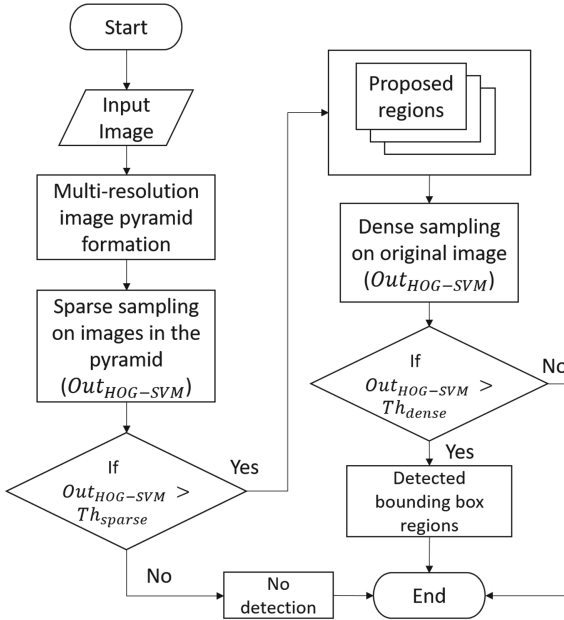 Start
Input
Image
Multi-resolution
image pyramid
formation
Sparse sampling
on images in the
pyramid
(Out_{HOG−SVM})
If
Out_{HOG−SVM} >
Th_{sparse}
Yes
No
No
detection
Proposed
regions
Dense sampling
on original image
(Out_{HOG−SVM})
If
Out_{HOG−SVM} >
Th_{dense}
No
Yes
Detected
bounding box
regions
End